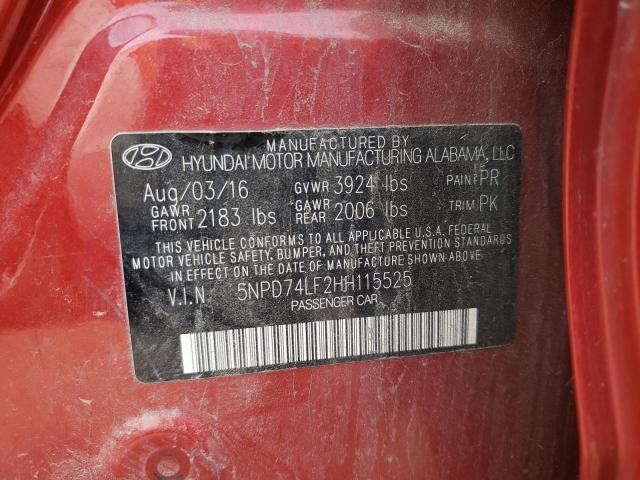 MANUFACTURED BY
HYUNDAI MOTOR MANUFACTURING ALABAMA, LLC
Aug/03/16 GVWR 3924 lbs PAINT PR
GAWR FRONT 2183 lbs GAWR REAR 2006 lbs TRIM PK
THIS VEHICLE CONFORMS TO ALL APPLICABLE U.S.A. FEDERAL
MOTOR VEHICLE SAFETY, BUMPER, AND THEFT PREVENTION STANDARDS
IN EFFECT ON THE DATE OF MANUFACTURE SHOWN ABOVE.
V.I.N. 5NPD74LF2HH115525
PASSENGER CAR